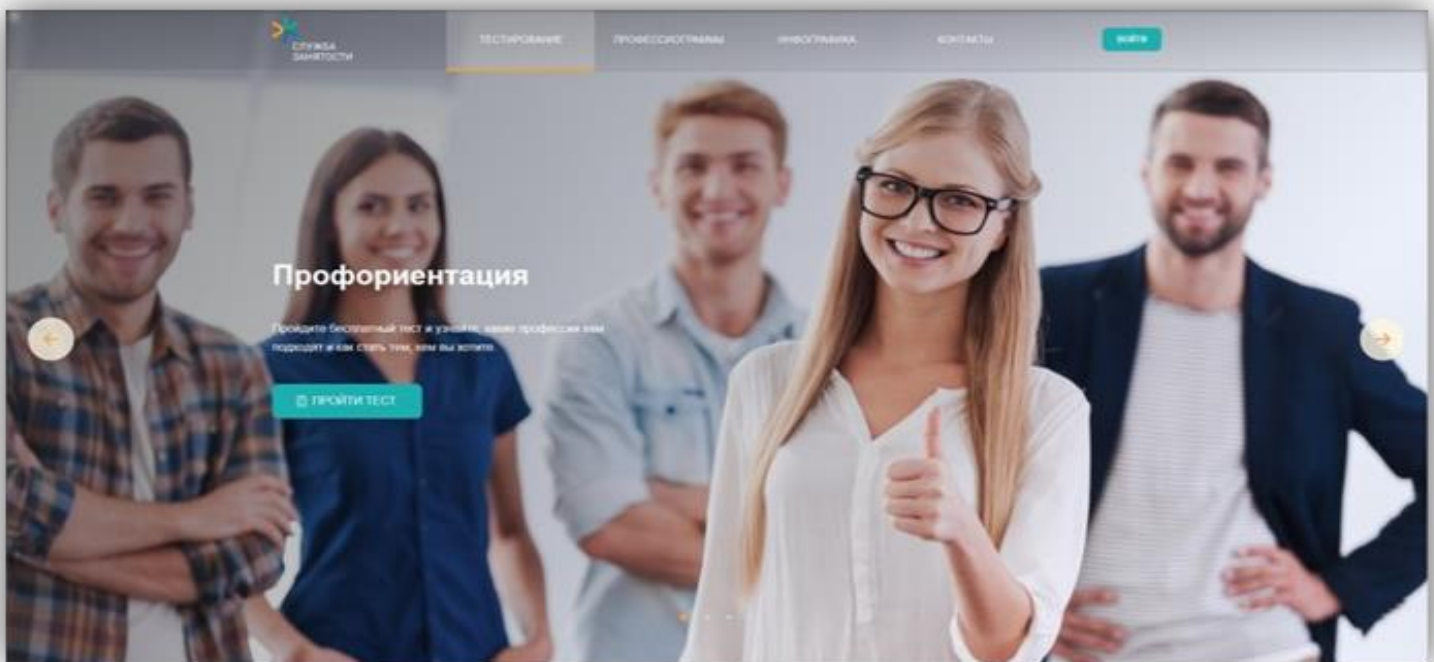 СЛУЖБА
ЗАНЯТОСТИ
ТЕСТИРОВАНИЕ
ПРОФЕССИОГРАММЫ
ИНФОГРАФИКА
КОНТАКТЫ
ВОЙТИ
Профориентация
Пройдите бесплатный тест и узнайте, какие профессии вам
подходят и как стать тем, кем вы хотите.
ПРОЙТИ ТЕСТ